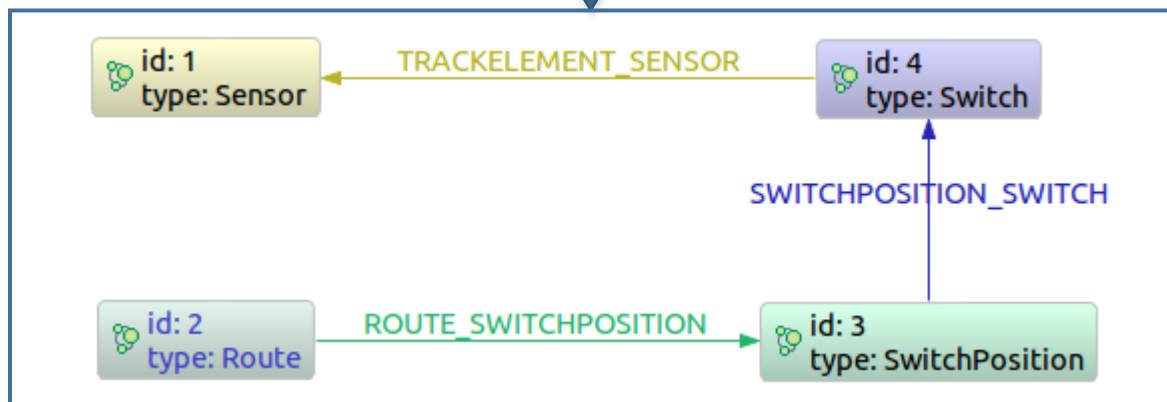 id: 1
type: Sensor
TRACKELEMENT_SENSOR
id: 4
type: Switch
SWITCHPOSITION_SWITCH
id: 2
type: Route
ROUTE_SWITCHPOSITION
id: 3
type: SwitchPosition